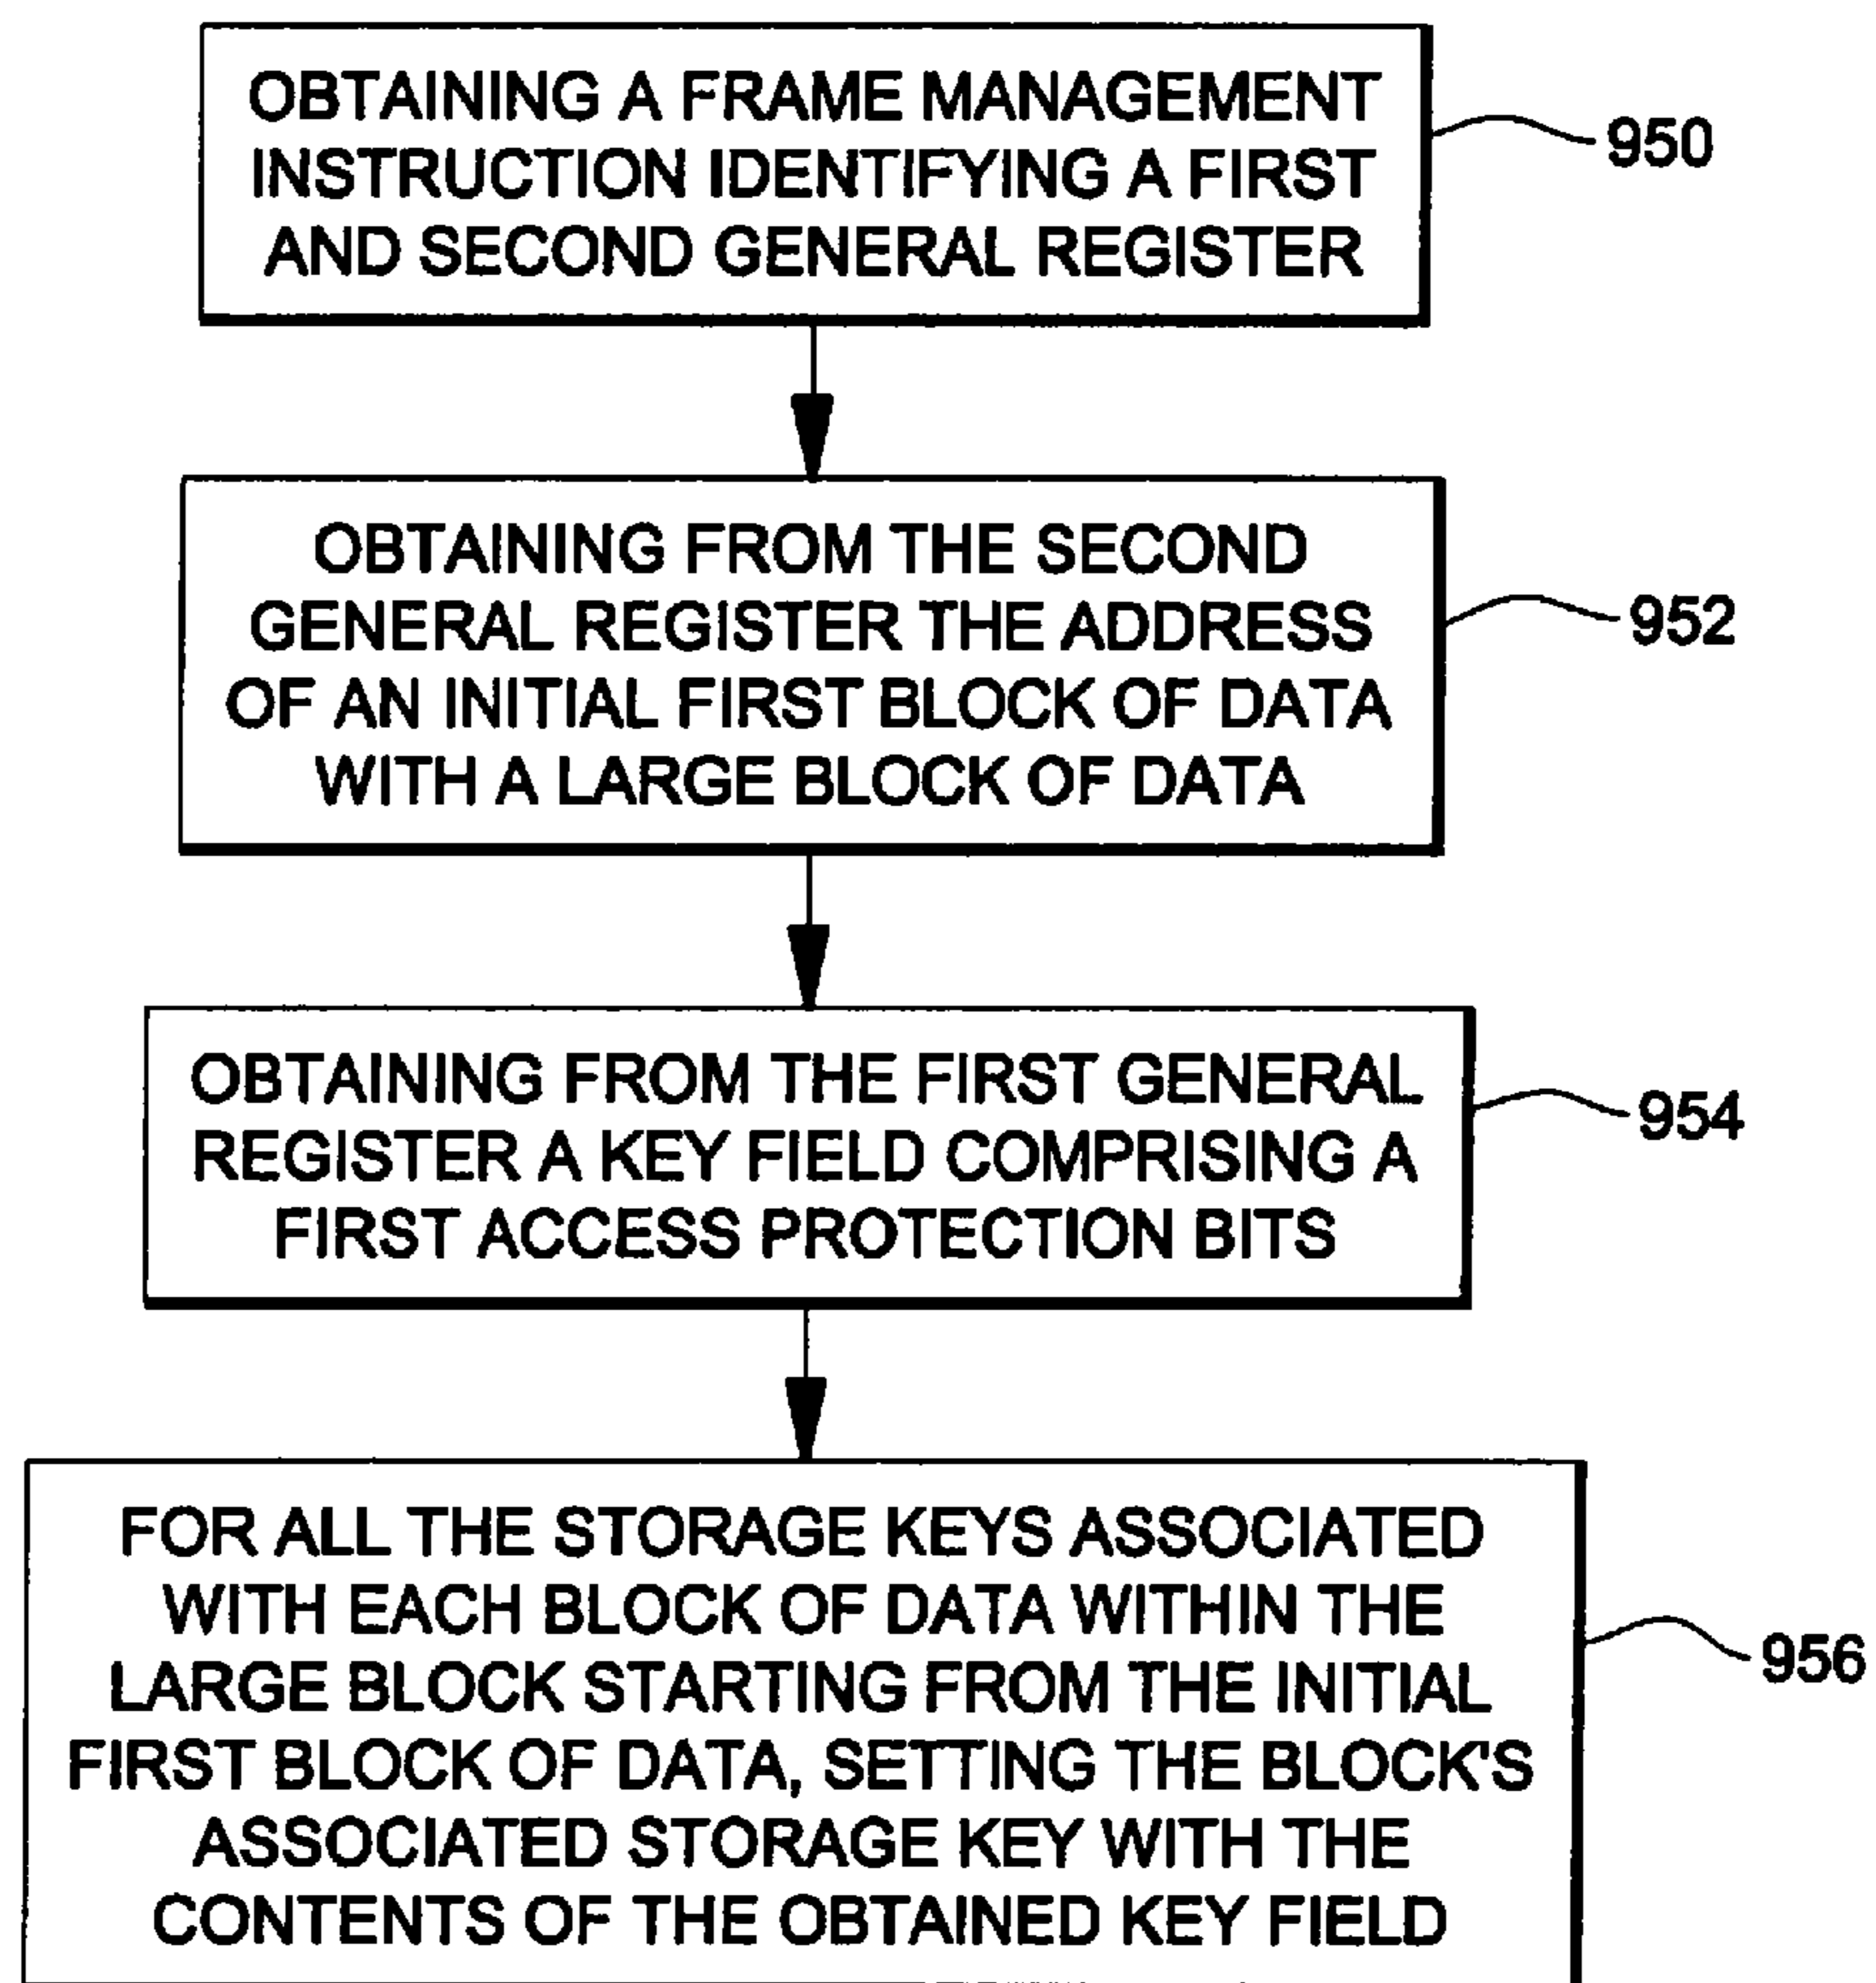 OBTAINING A FRAME MANAGEMENT
INSTRUCTION IDENTIFYING A FIRST
AND SECOND GENERAL REGISTER
950
OBTAINING FROM THE SECOND
GENERAL REGISTER THE ADDRESS
OF AN INITIAL FIRST BLOCK OF DATA
WITH A LARGE BLOCK OF DATA
952
OBTAINING FROM THE FIRST GENERAL
REGISTER A KEY FIELD COMPRISING A
FIRST ACCESS PROTECTION BITS
954
FOR ALL THE STORAGE KEYS ASSOCIATED
WITH EACH BLOCK OF DATA WITHIN THE
LARGE BLOCK STARTING FROM THE INITIAL
FIRST BLOCK OF DATA, SETTING THE BLOCK'S
ASSOCIATED STORAGE KEY WITH THE
CONTENTS OF THE OBTAINED KEY FIELD
956